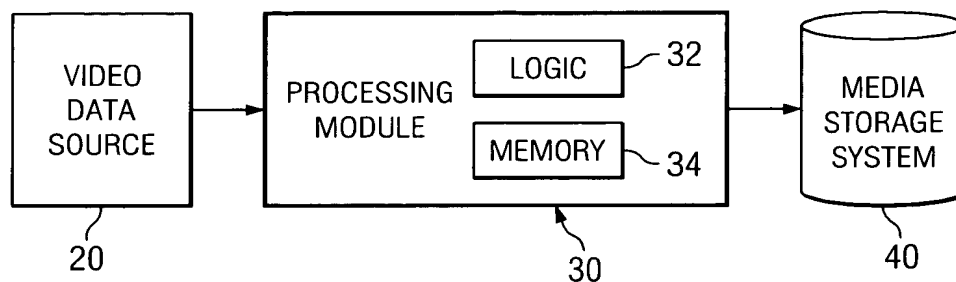 VIDEO
DATA
SOURCE
20
PROCESSING
MODULE
LOGIC
32
MEMORY
34
30
MEDIA
STORAGE
SYSTEM
40